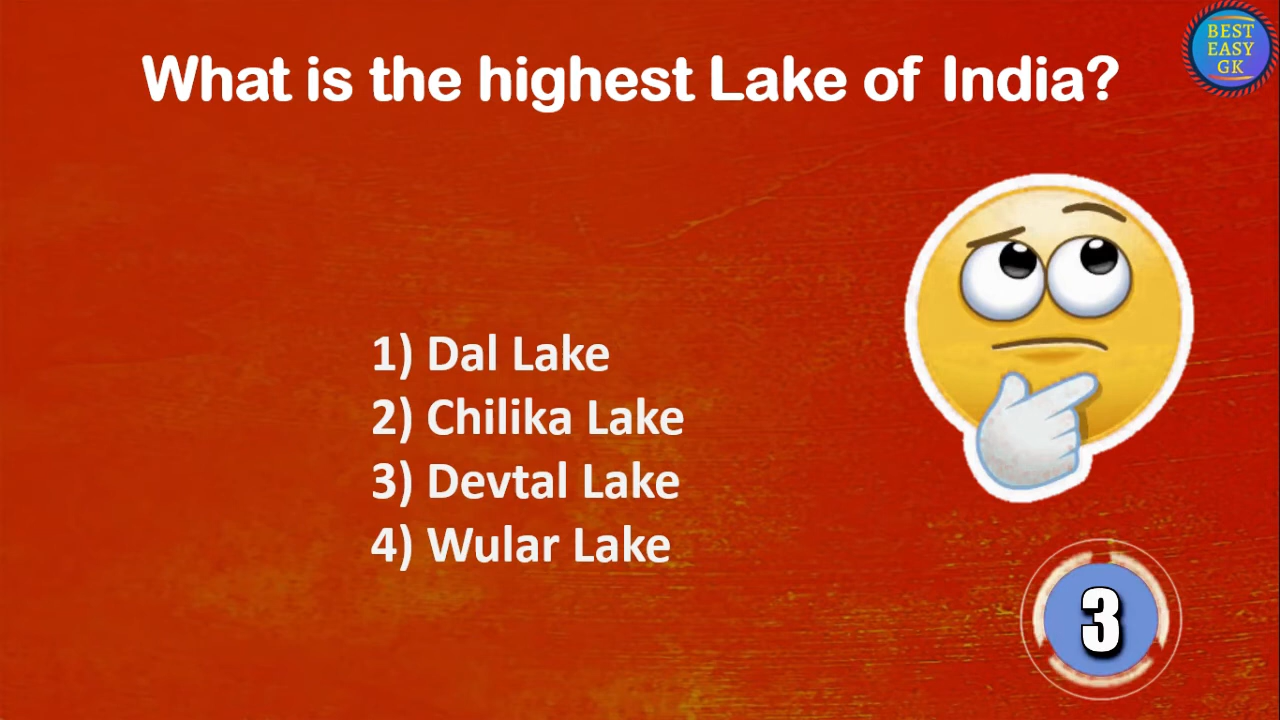 What is the highest Lake of India?
BEST
EASY
GK
1) Dal Lake
2) Chilika Lake
3) Devtal Lake
4) Wular Lake
3